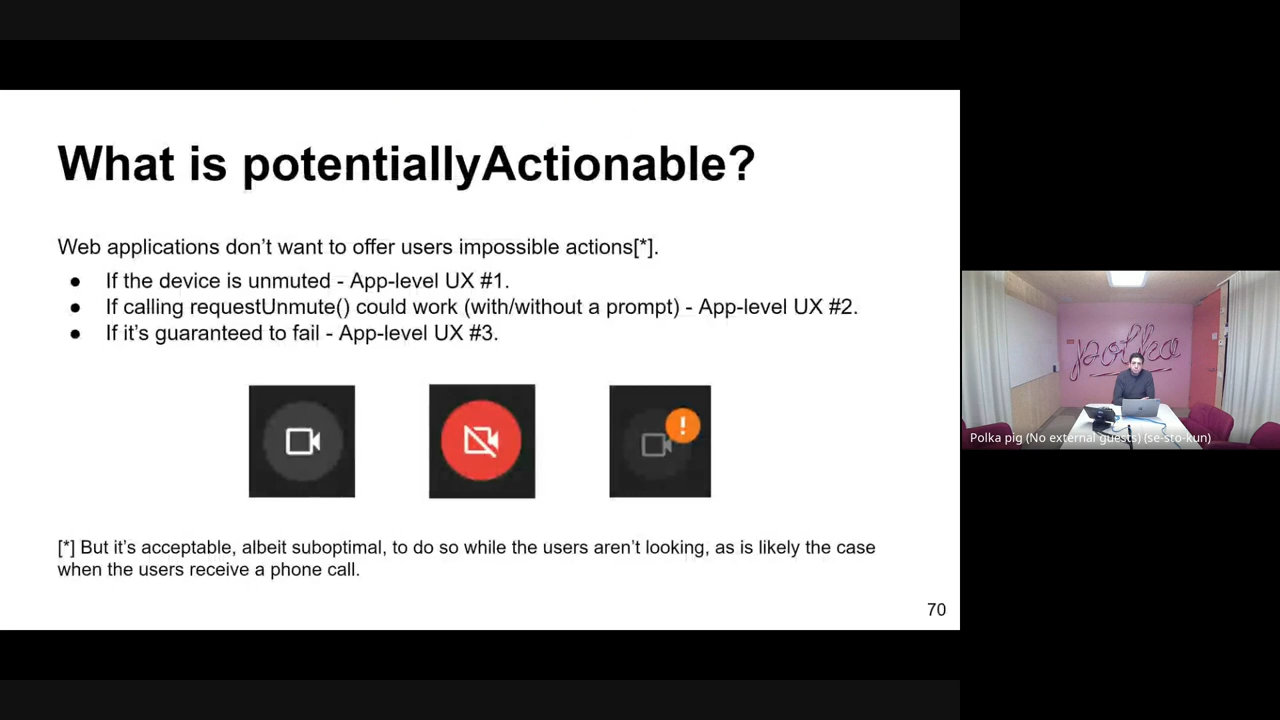 What is potentiallyActionable?
Web applications don’t want to offer users impossible actions[*].
● If the device is unmuted - App-level UX #1.
● If calling requestUnmute() could work (with/without a prompt) - App-level UX #2.
● If it’s guaranteed to fail - App-level UX #3.
!
[*] But it’s acceptable, albeit suboptimal, to do so while the users aren’t looking, as is likely the case
when the users receive a phone call.
70
polka
Polka pig (No external guests) (se-sto-kun)